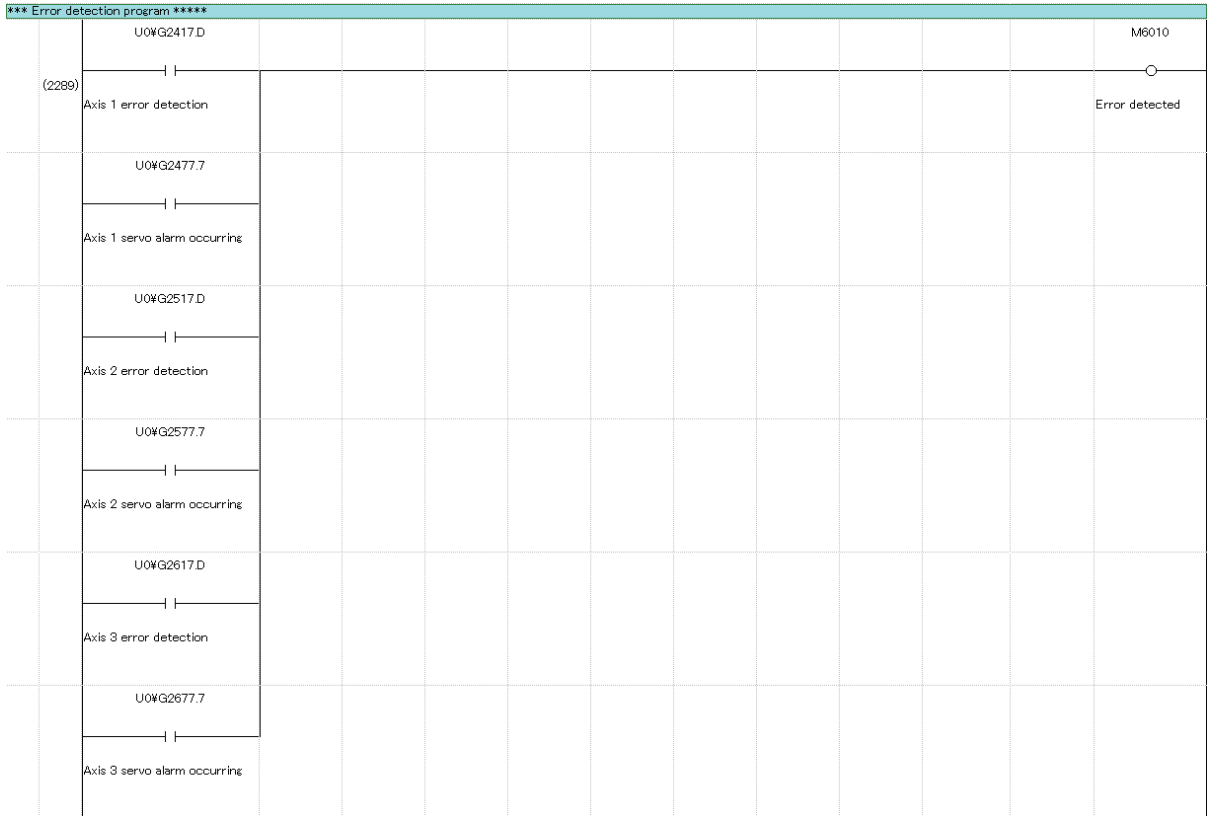 *** Error detection program *****
U0¥G2417.D
M6010
(2289)
Axis 1 error detection
Error detected
U0¥G2477.7
Axis 1 servo alarm occurring
U0¥G2517.D
Axis 2 error detection
U0¥G2577.7
Axis 2 servo alarm occurring
U0¥G2617.D
Axis 3 error detection
U0¥G2677.7
Axis 3 servo alarm occurring